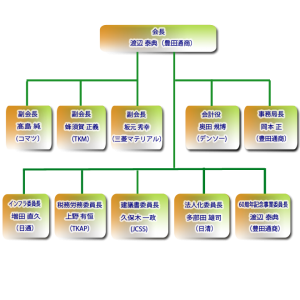 会長
渡辺 泰典（豊田通商）
副会長
髙島 純
（コマツ）
副会長
蜂須賀 正義
（TKM）
副会長
坂元 秀幸
（三菱マテリアル）
会計役
奥田 規博
（デンソー）
事務局長
岡本 正
（豊田通商）
インフラ委員長
増田 直久
（日通）
税務労務委員長
上野 有恒
（TKAP）
建議書委員長
久保木 一政
（JCSS）
法人化委員長
多部田 雄司
（日清）
60周年記念事業委員長
渡辺 泰典
（豊田通商）